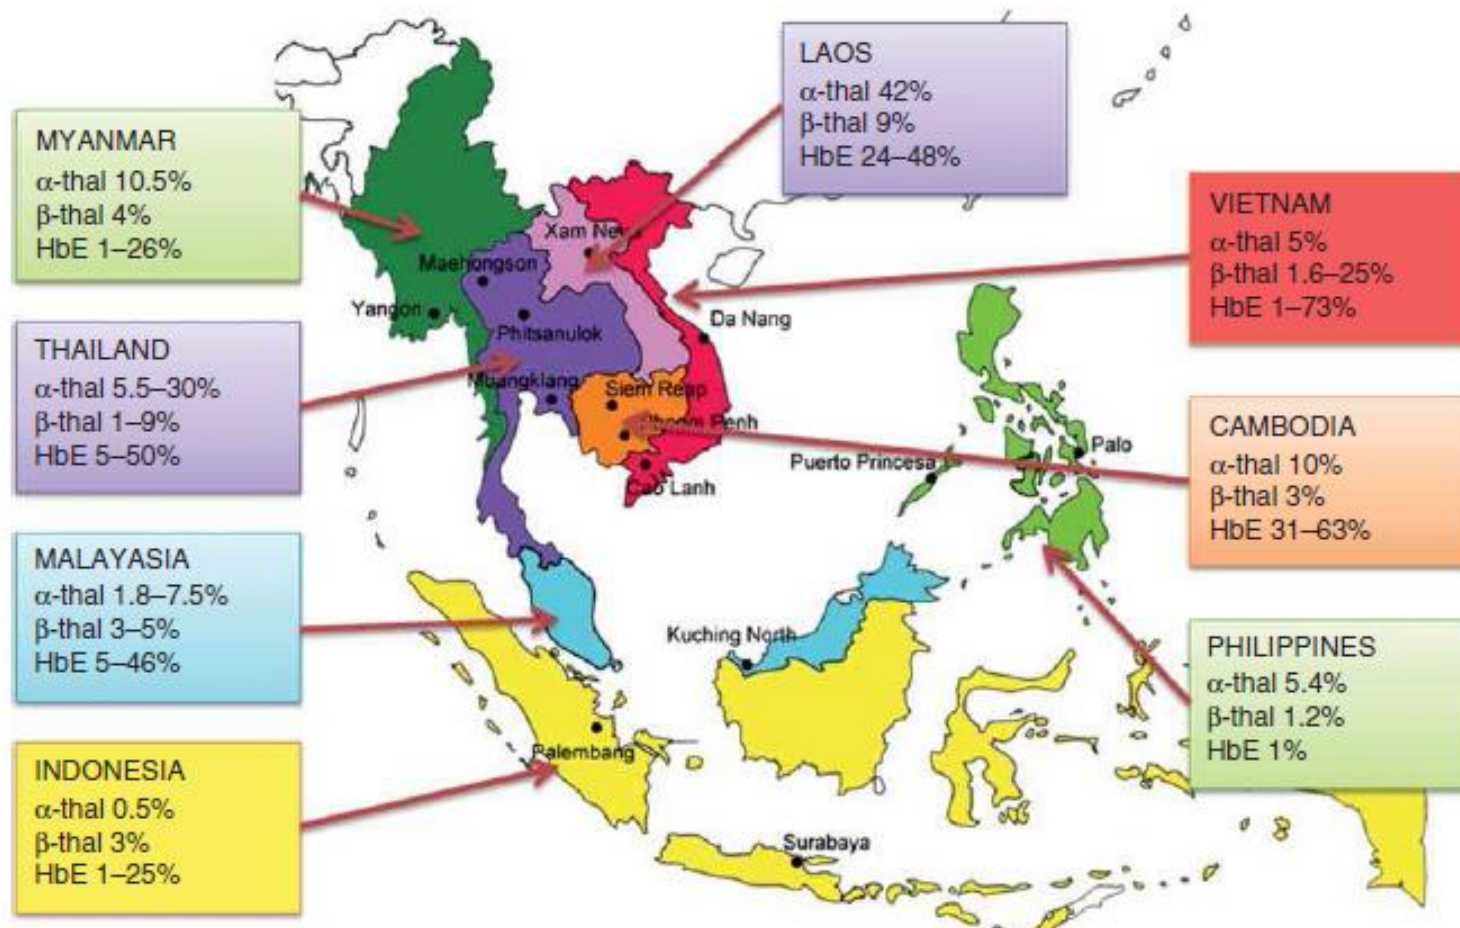 LAOS
α-thal 42%
β-thal 9%
HbE 24–48%
MYANMAR
α-thal 10.5%
β-thal 4%
HbE 1–26%
VIETNAM
α-thal 5%
β-thal 1.6–25%
HbE 1–73%
THAILAND
α-thal 5.5–30%
β-thal 1–9%
HbE 5–50%
CAMBODIA
α-thal 10%
β-thal 3%
HbE 31–63%
MALAYASIA
α-thal 1.8–7.5%
β-thal 3–5%
HbE 5–46%
PHILIPPINES
α-thal 5.4%
β-thal 1.2%
HbE 1%
INDONESIA
α-thal 0.5%
β-thal 3%
HbE 1–25%
Xam
Maehongson
Yangon
Phitsanulok
Da Nang
Siem Reap
Penh
Palo
Puerto Princesa
Lanh
Kuching North
Palembang
Surabaya